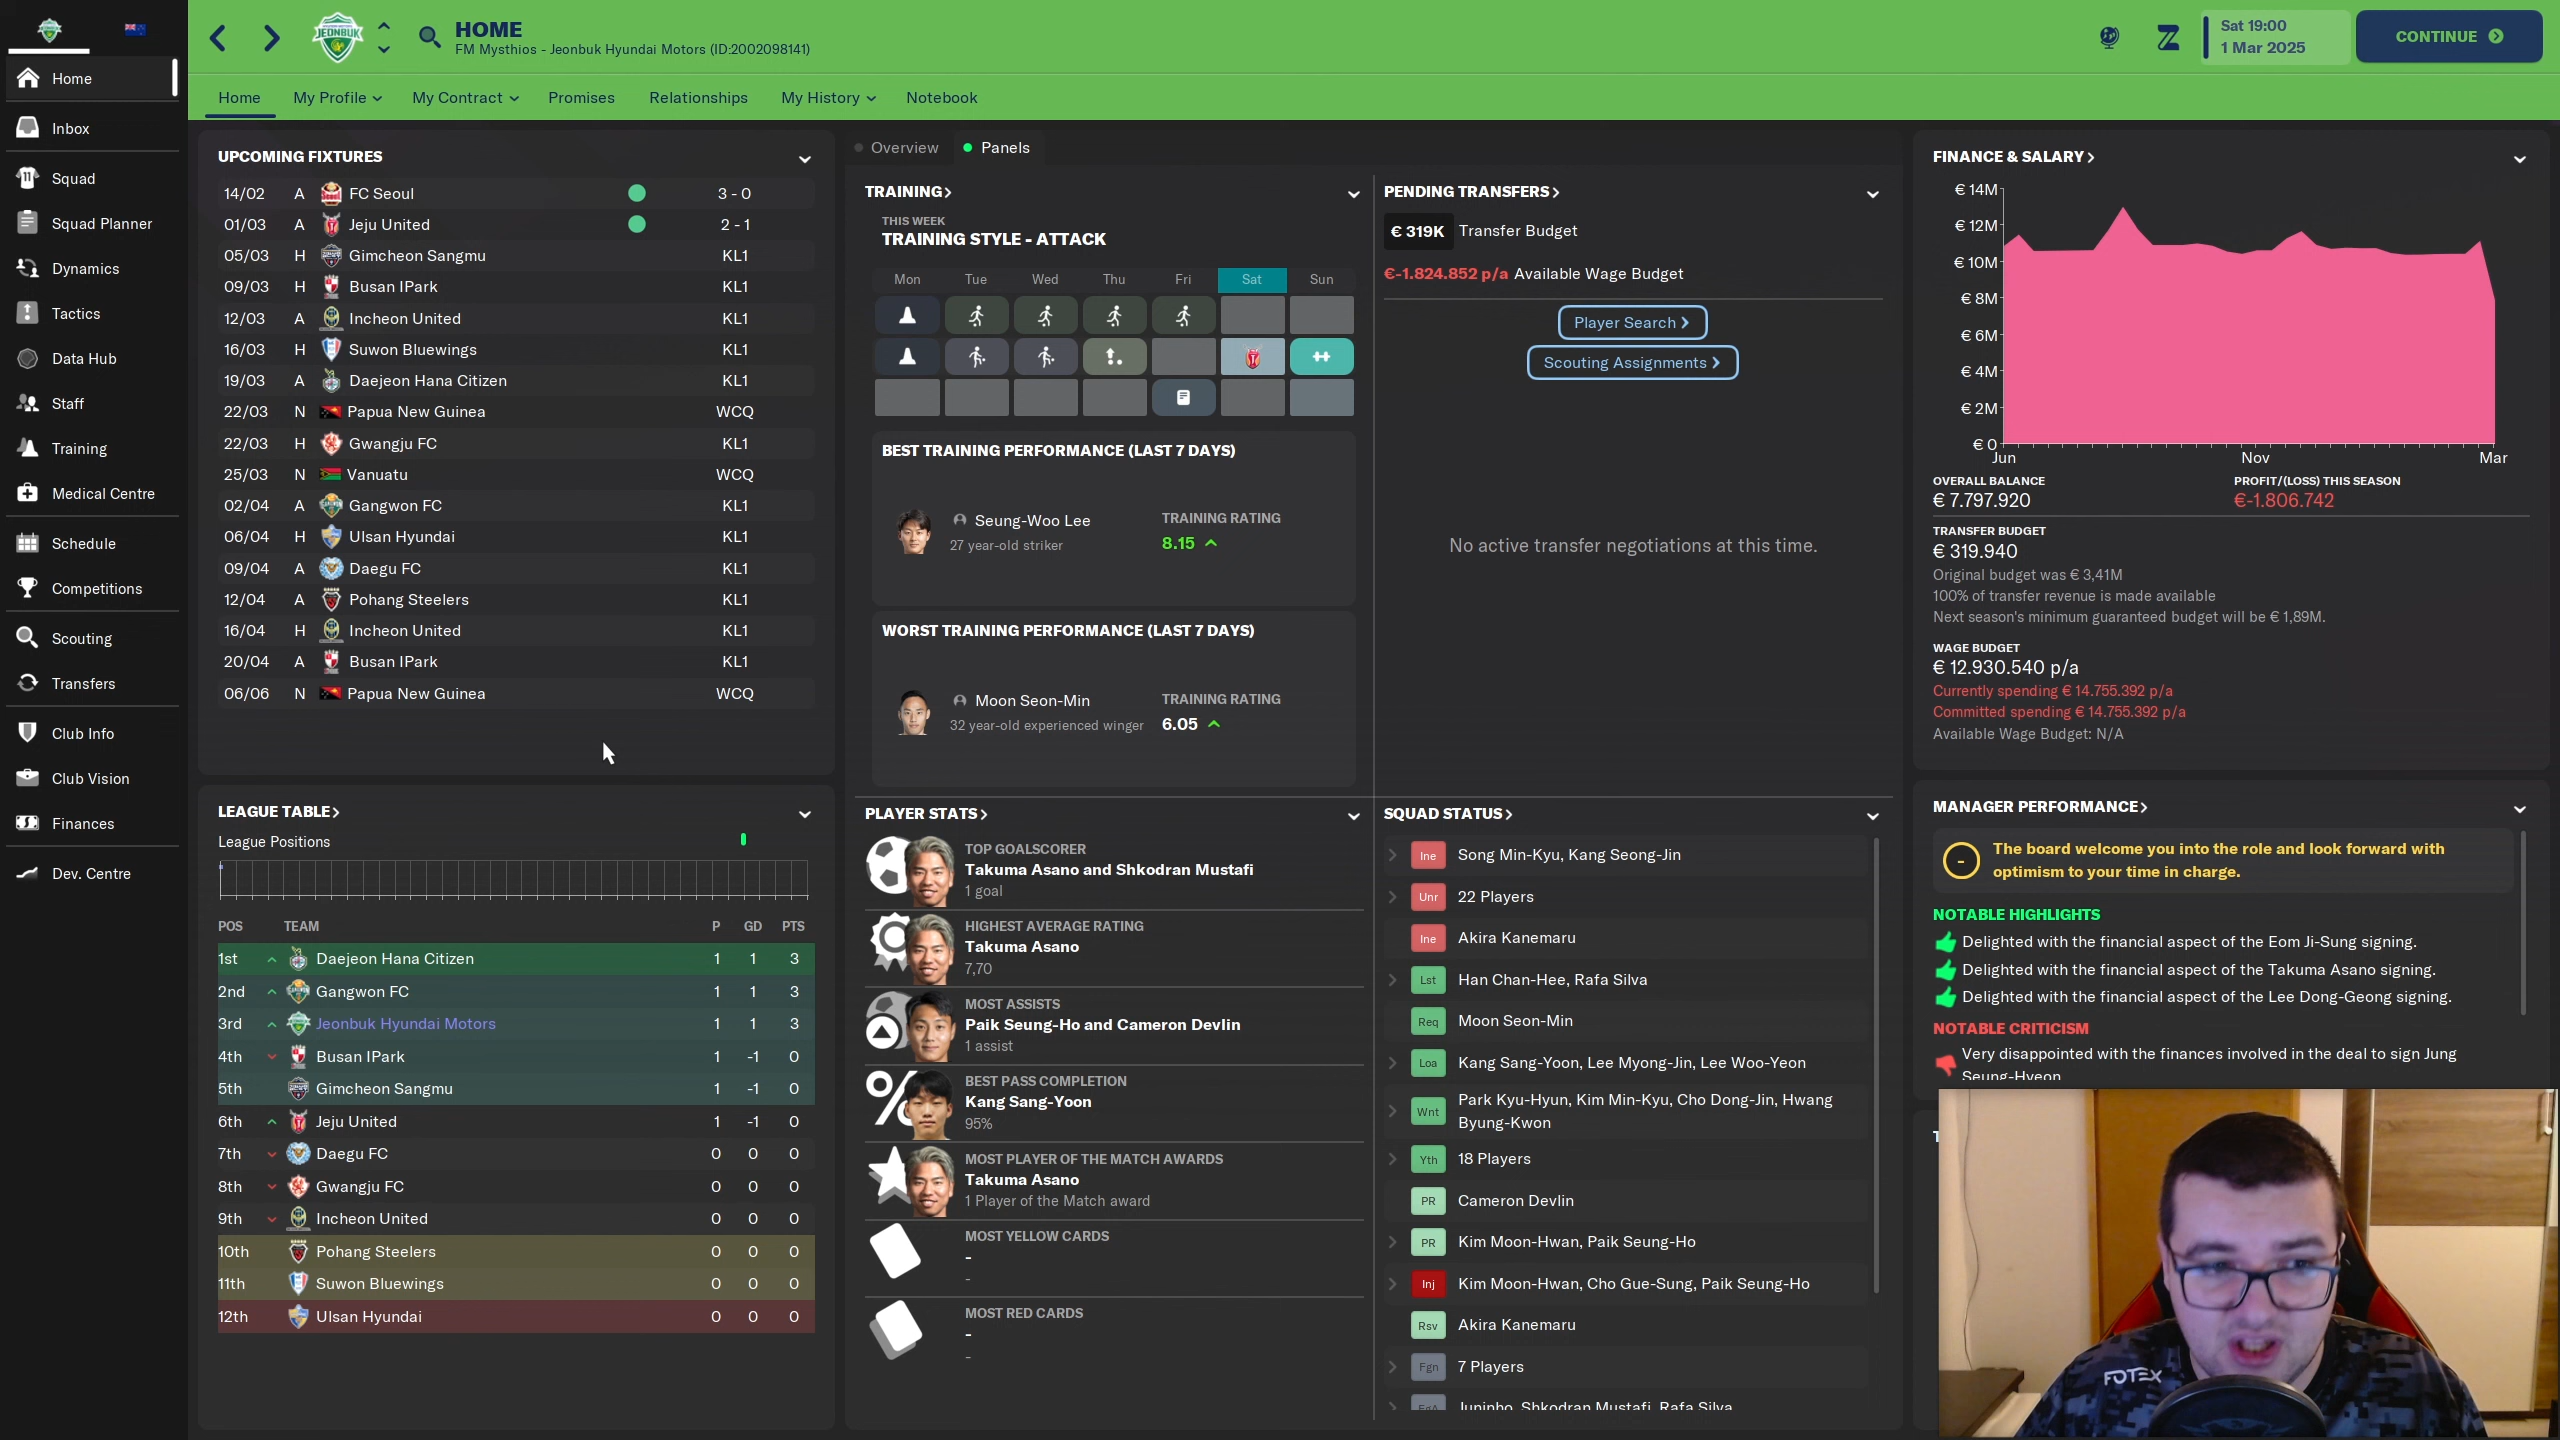 HOME
FM Mysthios - Jeonbuk Hyundai Motors (ID:2002098141)
Sat 19:00
1 Mar 2025
CONTINUE
Home
My Profile
My Contract
Promises
Relationships
My History
Notebook
Home
Inbox
Squad
Squad Planner
Dynamics
Tactics
Data Hub
Staff
Training
Medical Centre
Schedule
Competitions
Scouting
Transfers
Club Info
Club Vision
Finances
Dev. Centre
UPCOMING FIXTURES
14/02 A FC Seoul 3 - 0
01/03 A Jeju United 2 - 1
05/03 H Gimcheon Sangmu KL1
09/03 H Busan IPark KL1
12/03 A Incheon United KL1
16/03 H Suwon Bluewings KL1
19/03 A Daejeon Hana Citizen KL1
22/03 N Papua New Guinea WCQ
22/03 H Gwangju FC KL1
25/03 N Vanuatu WCQ
02/04 A Gangwon FC KL1
06/04 H Ulsan Hyundai KL1
09/04 A Daegu FC KL1
12/04 A Pohang Steelers KL1
16/04 H Incheon United KL1
20/04 A Busan IPark KL1
06/06 N Papua New Guinea WCQ
LEAGUE TABLE
League Positions
POS TEAM P GD PTS
1st Daejeon Hana Citizen 1 1 3
2nd Gangwon FC 1 1 3
3rd Jeonbuk Hyundai Motors 1 1 3
4th Busan IPark 1 -1 0
5th Gimcheon Sangmu 1 -1 0
6th Jeju United 1 -1 0
7th Daegu FC 0 0 0
8th Gwangju FC 0 0 0
9th Incheon United 0 0 0
10th Pohang Steelers 0 0 0
11th Suwon Bluewings 0 0 0
12th Ulsan Hyundai 0 0 0
Overview
Panels
TRAINING
THIS WEEK
TRAINING STYLE - ATTACK
Mon Tue Wed Thu Fri Sat Sun
BEST TRAINING PERFORMANCE (LAST 7 DAYS)
Seung-Woo Lee
27 year-old striker
TRAINING RATING
8.15
WORST TRAINING PERFORMANCE (LAST 7 DAYS)
Moon Seon-Min
32 year-old experienced winger
TRAINING RATING
6.05
PENDING TRANSFERS
€ 319K Transfer Budget
€-1.824.852 p/a Available Wage Budget
Player Search
Scouting Assignments
No active transfer negotiations at this time.
PLAYER STATS
TOP GOALSCORER
Takuma Asano and Shkodran Mustafi
1 goal
HIGHEST AVERAGE RATING
Takuma Asano
7,70
MOST ASSISTS
Paik Seung-Ho and Cameron Devlin
1 assist
BEST PASS COMPLETION
Kang Sang-Yoon
95%
MOST PLAYER OF THE MATCH AWARDS
Takuma Asano
1 Player of the Match award
MOST YELLOW CARDS
-
-
MOST RED CARDS
-
-
SQUAD STATUS
Ine Song Min-Kyu, Kang Seong-Jin
Unr 22 Players
Ine Akira Kanemaru
Lst Han Chan-Hee, Rafa Silva
Req Moon Seon-Min
Loa Kang Sang-Yoon, Lee Myong-Jin, Lee Woo-Yeon
Wnt Park Kyu-Hyun, Kim Min-Kyu, Cho Dong-Jin, Hwang
Byung-Kwon
Yth 18 Players
PR Cameron Devlin
PR Kim Moon-Hwan, Paik Seung-Ho
Inj Kim Moon-Hwan, Cho Gue-Sung, Paik Seung-Ho
Rsv Akira Kanemaru
Fgn 7 Players
Juninho, Shkodran Mustafi, Rafa Silva
FINANCE & SALARY
€ 14M
€ 12M
€ 10M
€ 8M
€ 6M
€ 4M
€ 2M
€ 0
Jun Nov Mar
OVERALL BALANCE
€ 7.797.920
PROFIT/(LOSS) THIS SEASON
€-1.806.742
TRANSFER BUDGET
€ 319.940
Original budget was € 3,41M
100% of transfer revenue is made available
Next season's minimum guaranteed budget will be € 1,89M.
WAGE BUDGET
€ 12.930.540 p/a
Currently spending € 14.755.392 p/a
Committed spending € 14.755.392 p/a
Available Wage Budget: N/A
MANAGER PERFORMANCE
The board welcome you into the role and look forward with
optimism to your time in charge.
NOTABLE HIGHLIGHTS
Delighted with the financial aspect of the Eom Ji-Sung signing.
Delighted with the financial aspect of the Takuma Asano signing.
Delighted with the financial aspect of the Lee Dong-Geong signing.
NOTABLE CRITICISM
Very disappointed with the finances involved in the deal to sign Jung
Seung-Hyeon
FOTEX